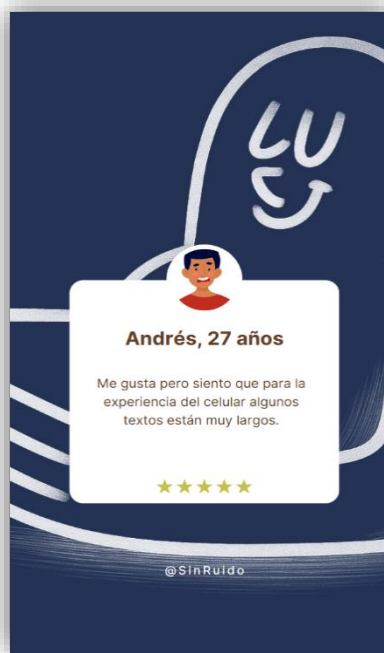 Andrés, 27 años
Me gusta pero siento que para la
experiencia del celular algunos
textos están muy largos.
@SinRuido